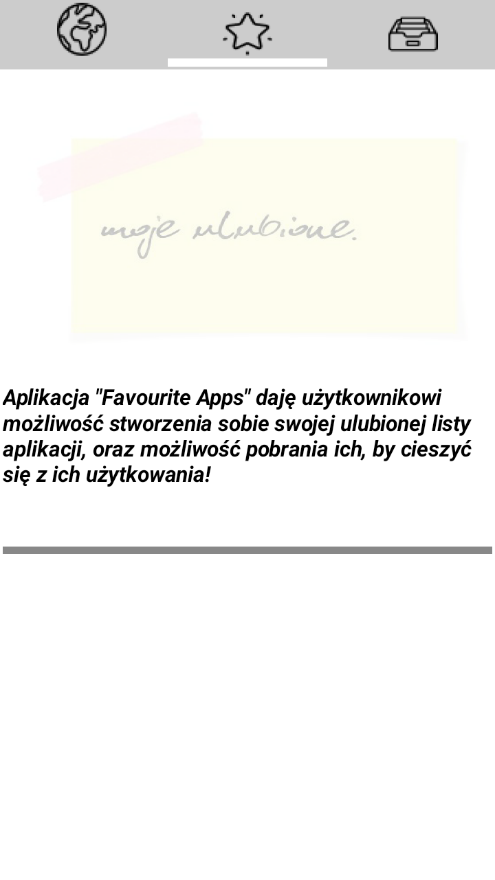 moje ulubione.
Aplikacja "Favourite Apps" daję użytkownikowi
możliwość stworzenia sobie swojej ulubionej listy
aplikacji, oraz możliwość pobrania ich, by cieszyć
się z ich użytkowania!